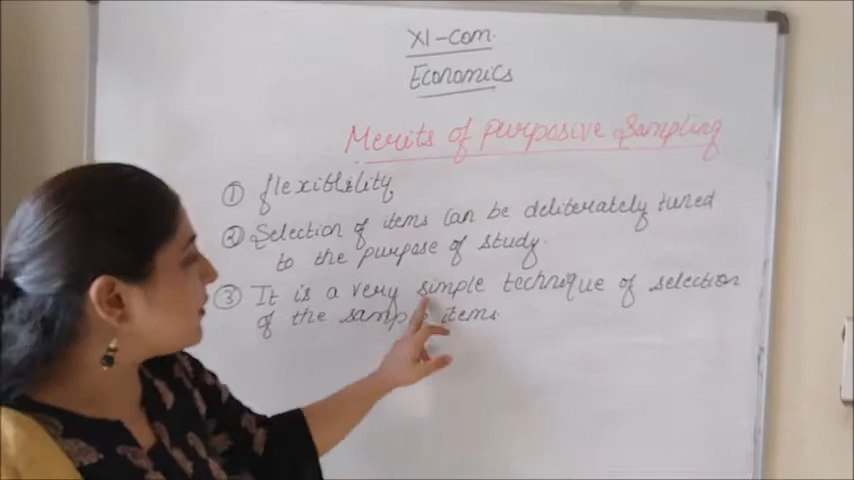 XI-com.
Economics
Merits of Purposive Sampling
① flexiblility
② Selection of items can be deliberately tuned
to the purpose of study.
③ It is a very simple technique of selection
of the sample items.